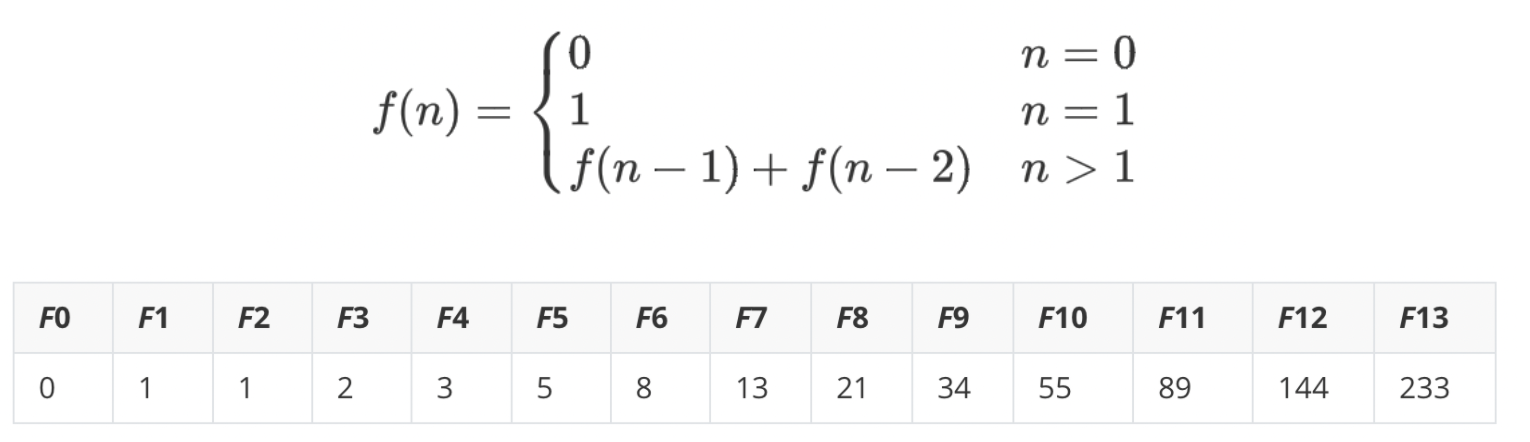 0 n = 0
f(n) = { 1 n = 1
f(n − 1) + f(n − 2) n > 1
F0 F1 F2 F3 F4 F5 F6 F7 F8 F9 F10 F11 F12 F13
0 1 1 2 3 5 8 13 21 34 55 89 144 233